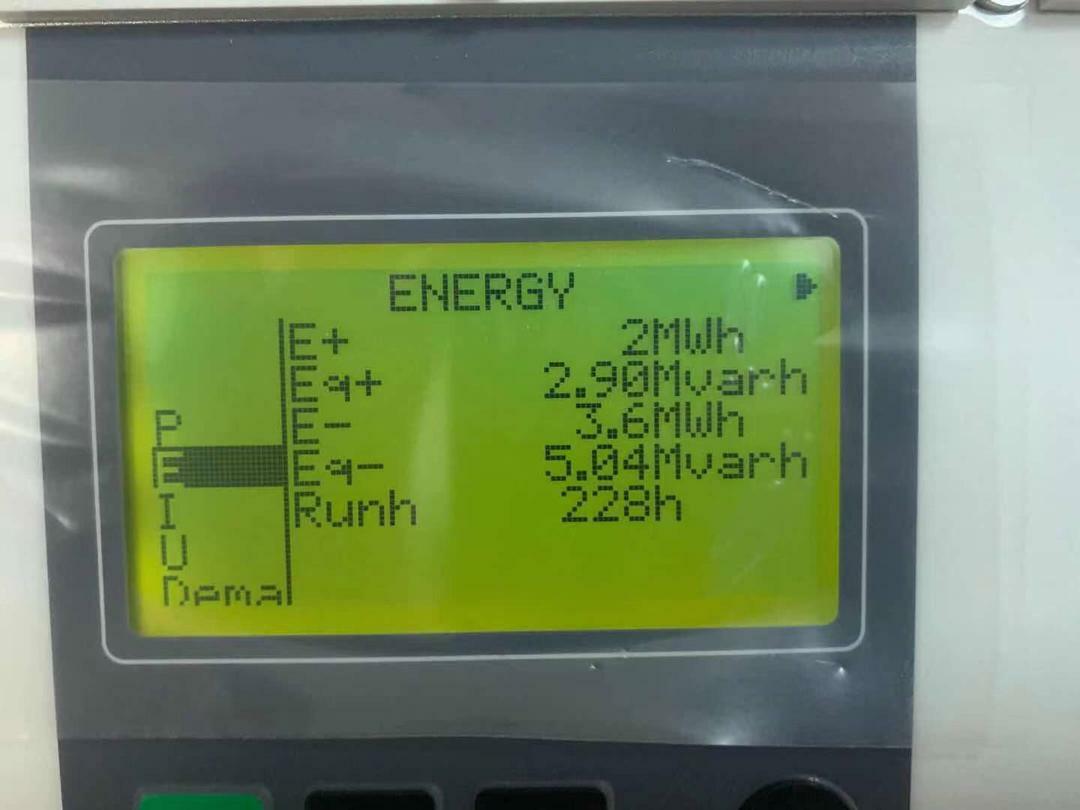 ENERGY
E+ 2MWh
Eq+ 2.90Mvarh
P
E- 3.6MWh
E
Eq- 5.04Mvarh
I
Runh 228h
U
Dema